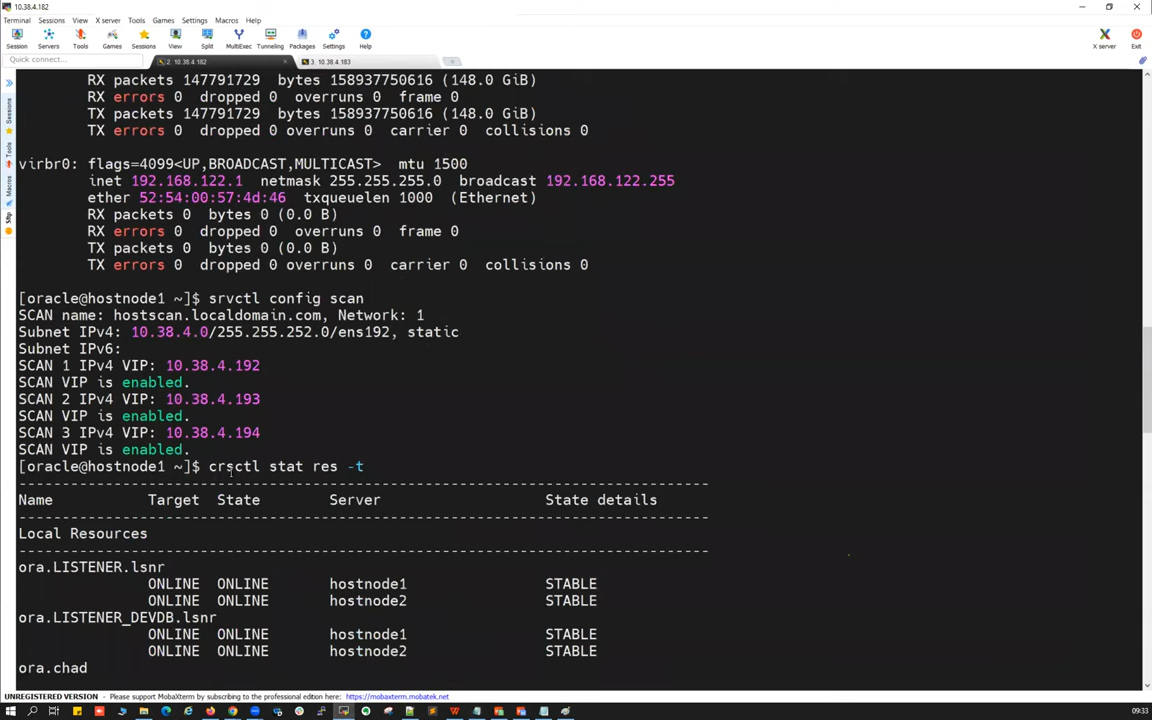 10.38.4.182
Terminal Sessions View X server Tools Games Settings Macros Help
Session Servers Tools Games Sessions View Split MultiExec Tunneling Packages Settings Help X server Exit
Quick connect...
2. 10.38.4.182
3. 10.38.4.183
Sessions
Tools
Macros
Sftp
RX packets 147791729 bytes 158937750616 (148.0 GiB)
RX errors 0 dropped 0 overruns 0 frame 0
TX packets 147791729 bytes 158937750616 (148.0 GiB)
TX errors 0 dropped 0 overruns 0 carrier 0 collisions 0
virbr0: flags=4099<UP,BROADCAST,MULTICAST> mtu 1500
inet 192.168.122.1 netmask 255.255.255.0 broadcast 192.168.122.255
ether 52:54:00:57:4d:46 txqueuelen 1000 (Ethernet)
RX packets 0 bytes 0 (0.0 B)
RX errors 0 dropped 0 overruns 0 frame 0
TX packets 0 bytes 0 (0.0 B)
TX errors 0 dropped 0 overruns 0 carrier 0 collisions 0
[oracle@hostnode1 ~]$ srvctl config scan
SCAN name: hostscan.localdomain.com, Network: 1
Subnet IPv4: 10.38.4.0/255.255.252.0/ens192, static
Subnet IPv6:
SCAN 1 IPv4 VIP: 10.38.4.192
SCAN VIP is enabled.
SCAN 2 IPv4 VIP: 10.38.4.193
SCAN VIP is enabled.
SCAN 3 IPv4 VIP: 10.38.4.194
SCAN VIP is enabled.
[oracle@hostnode1 ~]$ crsctl stat res -t
--------------------------------------------------------------------------------
Name Target State Server State details
--------------------------------------------------------------------------------
Local Resources
--------------------------------------------------------------------------------
ora.LISTENER.lsnr
ONLINE ONLINE hostnode1 STABLE
ONLINE ONLINE hostnode2 STABLE
ora.LISTENER_DEVDB.lsnr
ONLINE ONLINE hostnode1 STABLE
ONLINE ONLINE hostnode2 STABLE
ora.chad
UNREGISTERED VERSION - Please support MobaXterm by subscribing to the professional edition here: https://mobaxterm.mobatek.net
09:33